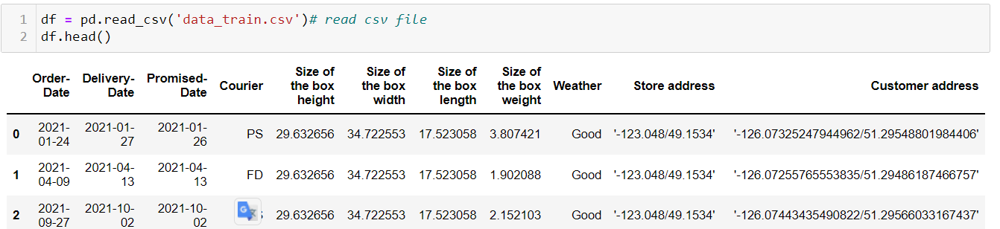 1 df = pd.read_csv('data_train.csv')# read csv file
2 df.head()
Order-Date Delivery-Date Promised-Date Courier Size of the box height Size of the box width Size of the box length Size of the box weight Weather Store address Customer address
0 2021-01-24 2021-01-27 2021-01-26 PS 29.632656 34.722553 17.523058 3.807421 Good '-123.048/49.1534' '-126.07325247944962/51.29548801984406'
1 2021-04-09 2021-04-13 2021-04-13 FD 29.632656 34.722553 17.523058 1.902088 Good '-123.048/49.1534' '-126.07255765553835/51.29486187466757'
2 2021-09-27 2021-10-02 2021-10-02 29.632656 34.722553 17.523058 2.152103 Good '-123.048/49.1534' '-126.07443435490822/51.29566033167437'